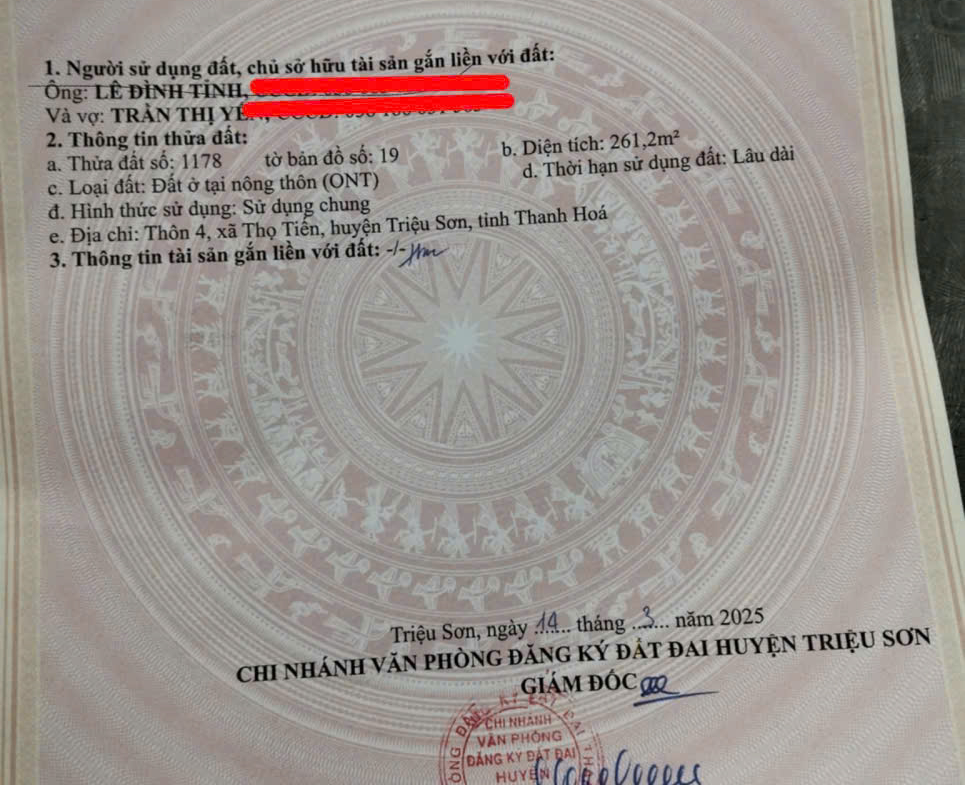 1. Người sử dụng đất, chủ sở hữu tài sản gắn liền với đất:
Ông: LÊ ĐÌNH TỈNH,
Và vợ: TRẦN THỊ YẾN,
2. Thông tin thửa đất:
a. Thửa đất số: 1178 tờ bản đồ số: 19 b. Diện tích: 261,2m²
c. Loại đất: Đất ở tại nông thôn (ONT) d. Thời hạn sử dụng đất: Lâu dài
đ. Hình thức sử dụng: Sử dụng chung
e. Địa chỉ: Thôn 4, xã Thọ Tiến, huyện Triệu Sơn, tỉnh Thanh Hoá
3. Thông tin tài sản gắn liền với đất: -/-
Triệu Sơn, ngày 14 tháng 3 năm 2025
CHI NHÁNH VĂN PHÒNG ĐĂNG KÝ ĐẤT ĐAI HUYỆN TRIỆU SƠN
GIÁM ĐỐC
CHI NHÁNH
VĂN PHÒNG
ĐĂNG KÝ ĐẤT ĐAI
HUYỆN